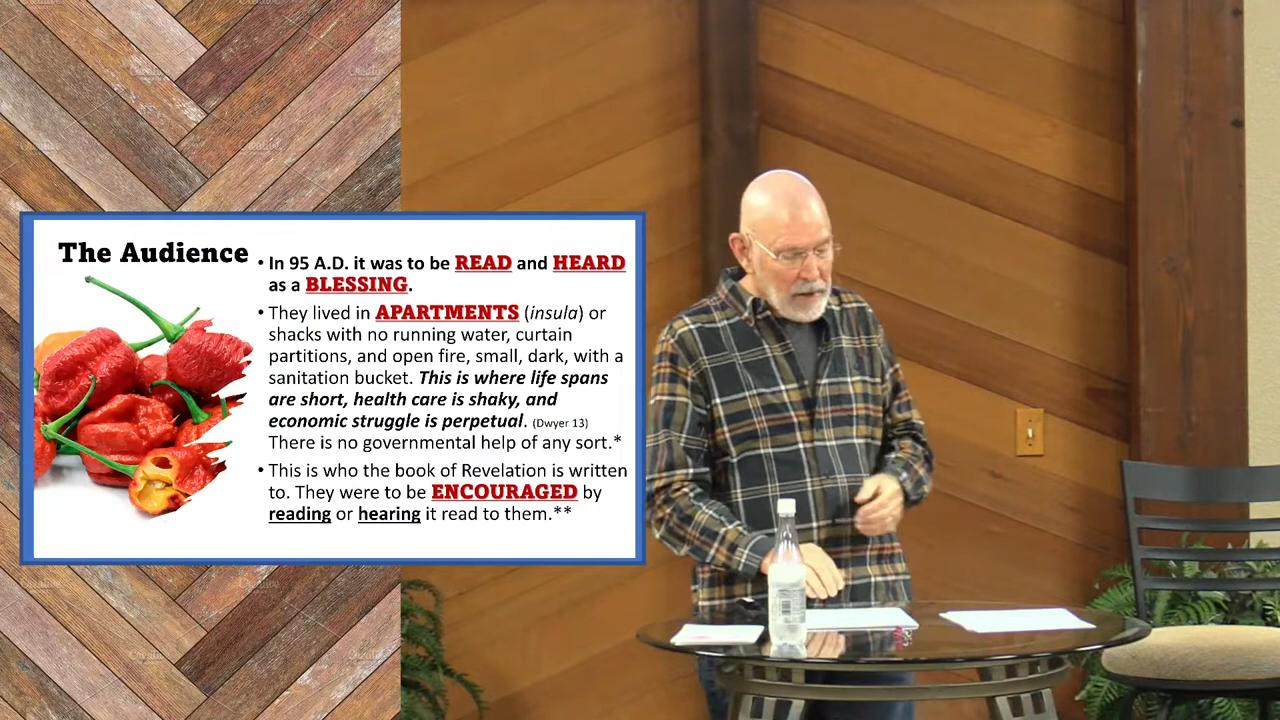 The Audience
• In 95 A.D. it was to be READ and HEARD
as a BLESSING.
• They lived in APARTMENTS (insula) or
shacks with no running water, curtain
partitions, and open fire, small, dark, with a
sanitation bucket. This is where life spans
are short, health care is shaky, and
economic struggle is perpetual. (Dwyer 13)
There is no governmental help of any sort.*
• This is who the book of Revelation is written
to. They were to be ENCOURAGED by
reading or hearing it read to them.**